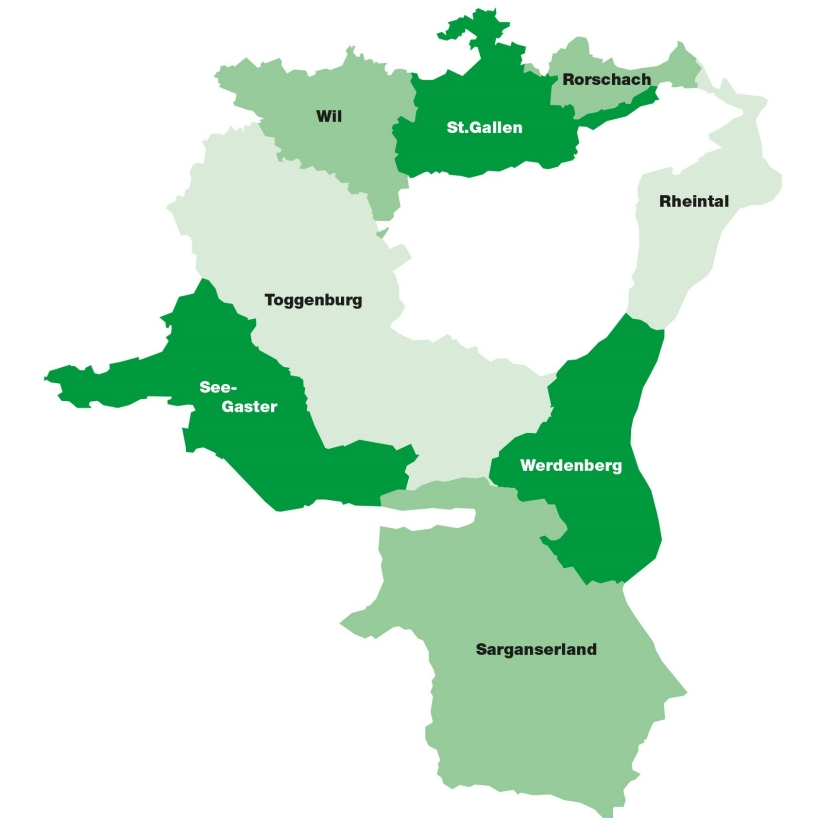 Rorschach
Wil
St.Gallen
Rheintal
Toggenburg
See-
Gaster
Werdenberg
Sarganserland